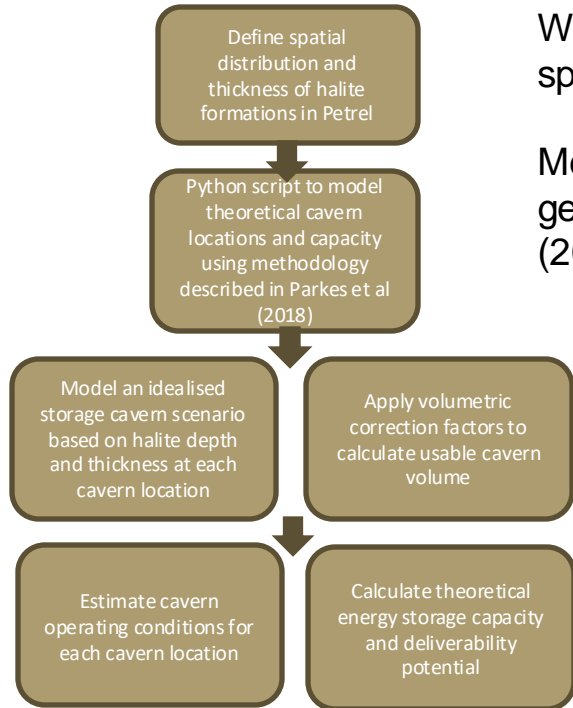 Define spatial
distribution and
thickness of halite
formations in Petrel
Python script to model
theoretical cavern
locations and capacity
using methodology
described in Parkes et al
(2018)
Model an idealised
storage cavern scenario
based on halite depth
and thickness at each
cavern location
Apply volumetric
correction factors to
calculate usable cavern
volume
Estimate cavern
operating conditions for
each cavern location
Calculate theoretical
energy storage capacity
and deliverability
potential
W
sp
ge
(20